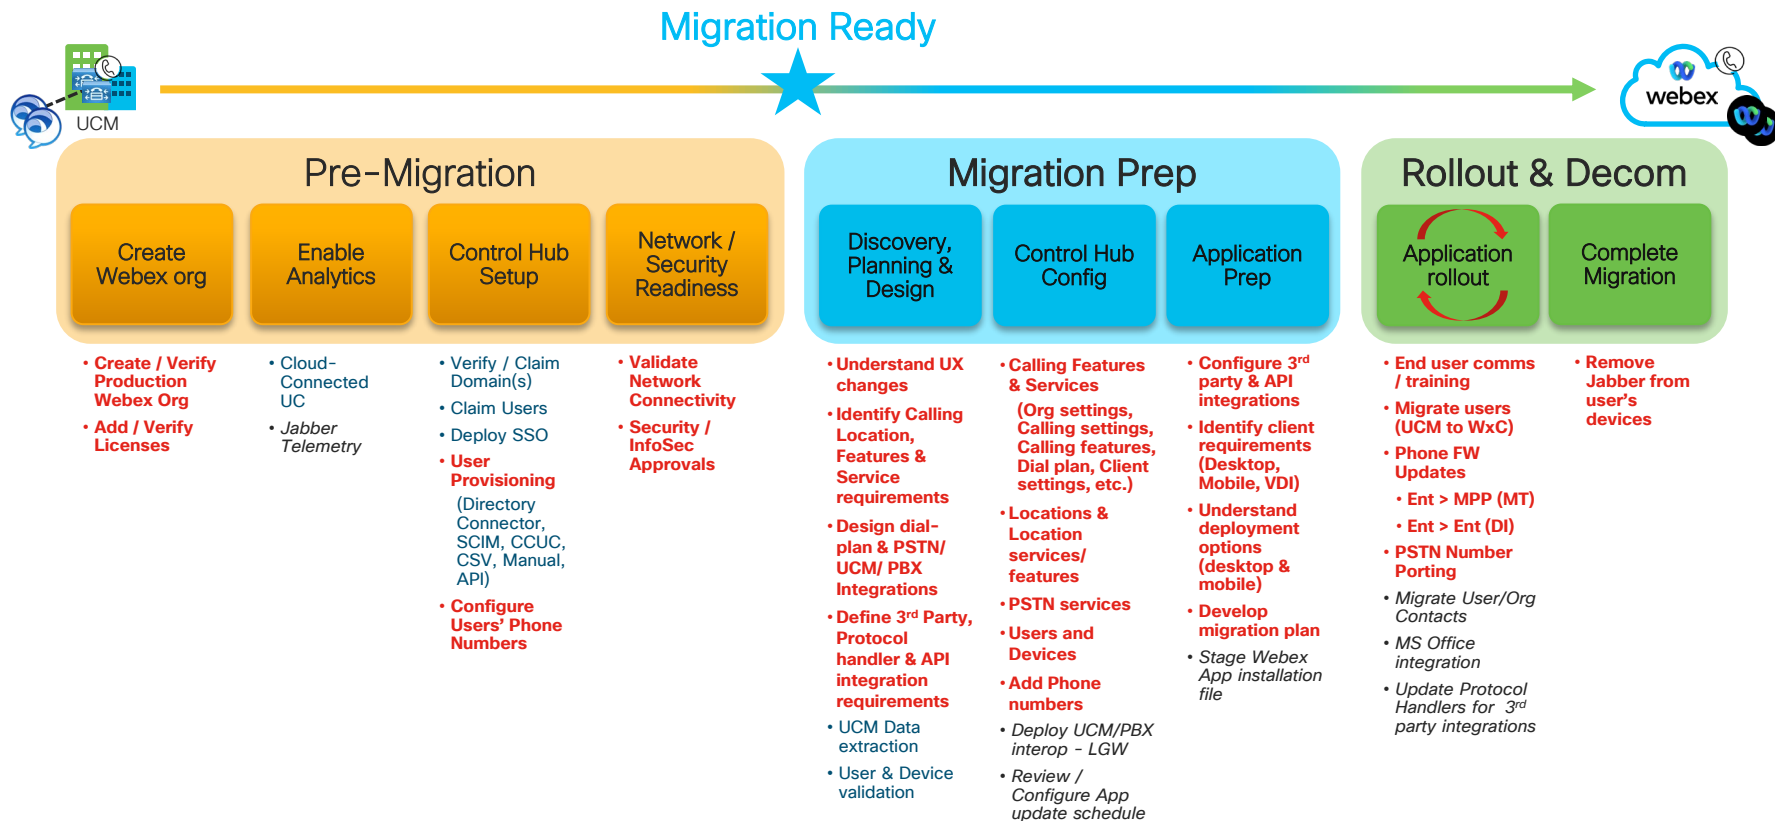 Migration Ready
UCM
webex
Pre-Migration
Create
Webex org
Enable
Analytics
Control Hub
Setup
Network /
Security
Readiness
• Create / Verify
Production
Webex Org
• Add / Verify
Licenses
• Cloud-
Connected
UC
• Jabber
Telemetry
• Verify / Claim
Domain(s)
• Claim Users
• Deploy SSO
• User
Provisioning
(Directory
Connector,
SCIM, CCUC,
CSV, Manual,
API)
• Configure
Users' Phone
Numbers
• Validate
Network
Connectivity
• Security /
InfoSec
Approvals
Migration Prep
Discovery,
Planning &
Design
Control Hub
Config
Application
Prep
• Understand UX
changes
• Identify Calling
Location,
Features &
Service
requirements
• Design dial-
plan & PSTN/
UCM/ PBX
Integrations
• Define 3rd Party,
Protocol
handler & API
integration
requirements
• UCM Data
extraction
• User & Device
validation
• Calling Features
& Services
(Org settings,
Calling settings,
Calling features,
Dial plan, Client
settings, etc.)
• Locations &
Location
services/
features
• PSTN services
• Users and
Devices
• Add Phone
numbers
• Deploy UCM/PBX
interop - LGW
• Review /
Configure App
update schedule
• Configure 3rd
party & API
integrations
• Identify client
requirements
(Desktop,
Mobile, VDI)
• Understand
deployment
options
(desktop &
mobile)
• Develop
migration plan
• Stage Webex
App installation
file
Rollout & Decom
Application
rollout
Complete
Migration
• End user comms
/ training
• Migrate users
(UCM to WxC)
• Phone FW
Updates
• Ent > MPP (MT)
• Ent > Ent (DI)
• PSTN Number
Porting
• Migrate User/Org
Contacts
• MS Office
integration
• Update Protocol
Handlers for 3rd
party integrations
• Remove
Jabber from
user's
devices